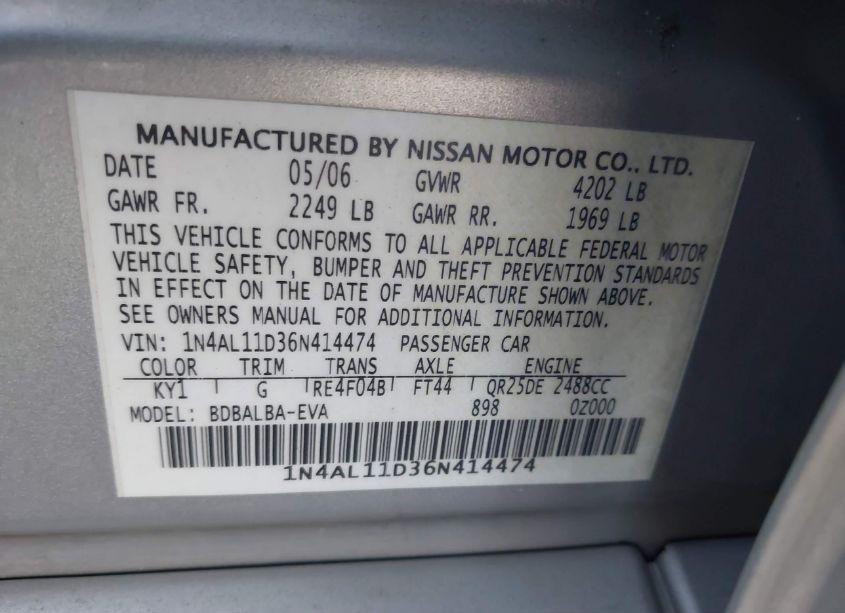 MANUFACTURED BY NISSAN MOTOR CO., LTD.
DATE 05/06 GVWR 4202 LB
GAWR FR. 2249 LB GAWR RR. 1969 LB
THIS VEHICLE CONFORMS TO ALL APPLICABLE FEDERAL MOTOR
VEHICLE SAFETY, BUMPER AND THEFT PREVENTION STANDARDS
IN EFFECT ON THE DATE OF MANUFACTURE SHOWN ABOVE.
SEE OWNERS MANUAL FOR ADDITIONAL INFORMATION.
VIN: 1N4AL11D36N414474 PASSENGER CAR
COLOR TRIM TRANS AXLE ENGINE
KY1 G RE4F04B FT44 QR25DE 2488CC
MODEL: BDBALBA-EVA 898 0Z000
1N4AL11D36N414474